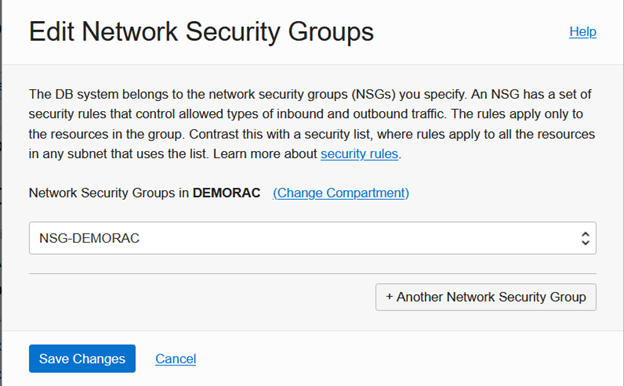 Edit Network Security Groups
Help
The DB system belongs to the network security groups (NSGs) you specify. An NSG has a set of
security rules that control allowed types of inbound and outbound traffic. The rules apply only to
the resources in the group. Contrast this with a security list, where rules apply to all the resources
in any subnet that uses the list. Learn more about security rules.
Network Security Groups in DEMORAC (Change Compartment)
NSG-DEMORAC
+ Another Network Security Group
Save Changes
Cancel